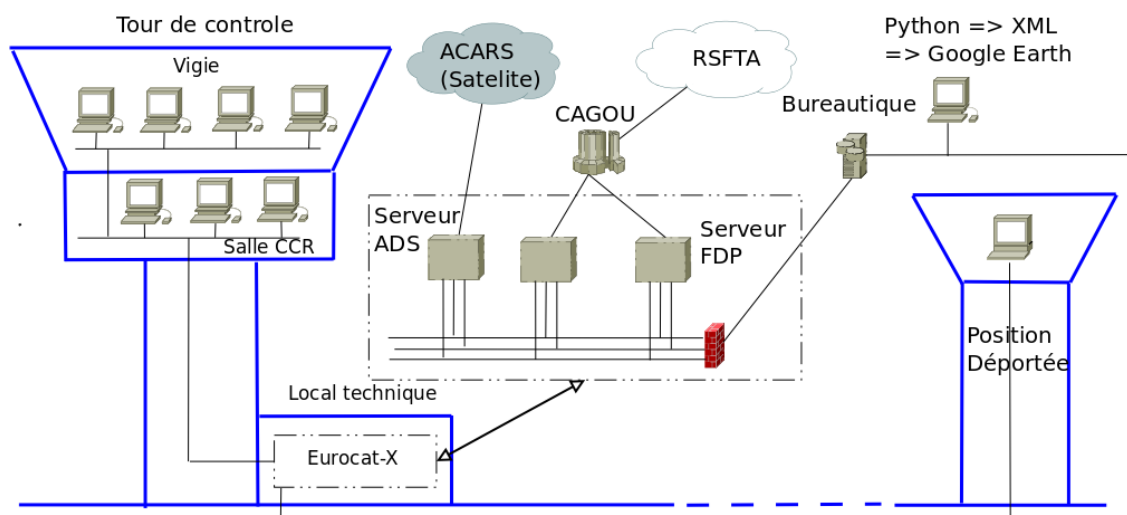 Tour de controle
Vigie
Salle CCR
ACARS
(Satelite)
RSFTA
CAGOU
Python => XML
=> Google Earth
Bureautique
Serveur
ADS
Serveur
FDP
Position
Déportée
Local technique
Eurocat-X